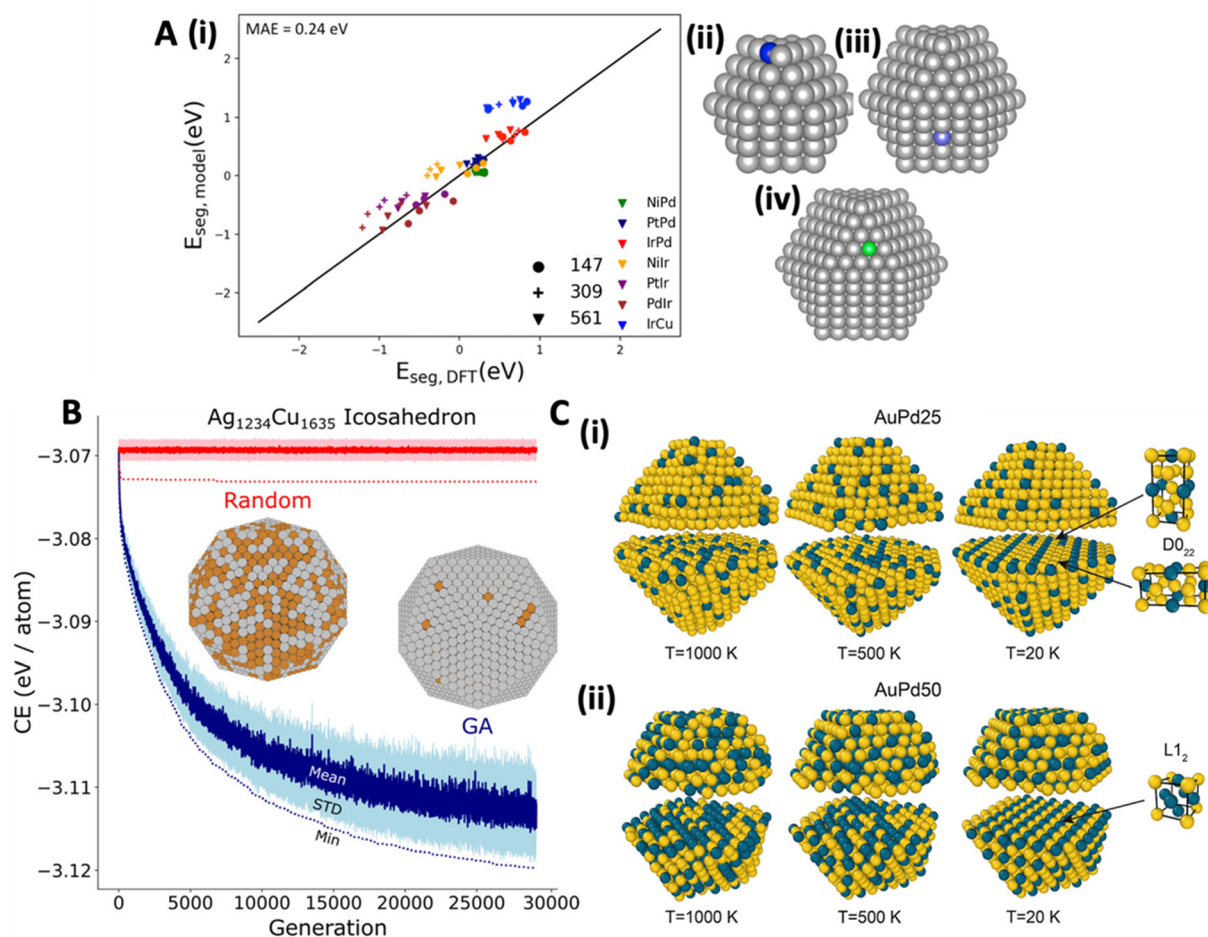 A (i)
MAE = 0.24 eV
2
1
0
−1
−2
E_seg, model(eV)
−2 −1 0 1 2
E_seg, DFT(eV)
147
309
561
NiPd
PtPd
IrPd
NiIr
PtIr
PdIr
IrCu
(ii)
(iii)
(iv)
B
Ag₁₂₃₄Cu₁₆₃₅ Icosahedron
−3.07
−3.08
−3.09
−3.10
−3.11
−3.12
CE (eV / atom)
Random
GA
Mean
STD
Min
0 5000 10000 15000 20000 25000 30000
Generation
C
(i)
AuPd25
D0₂₂
T=1000 K T=500 K T=20 K
(ii)
AuPd50
L1₂
T=1000 K T=500 K T=20 K